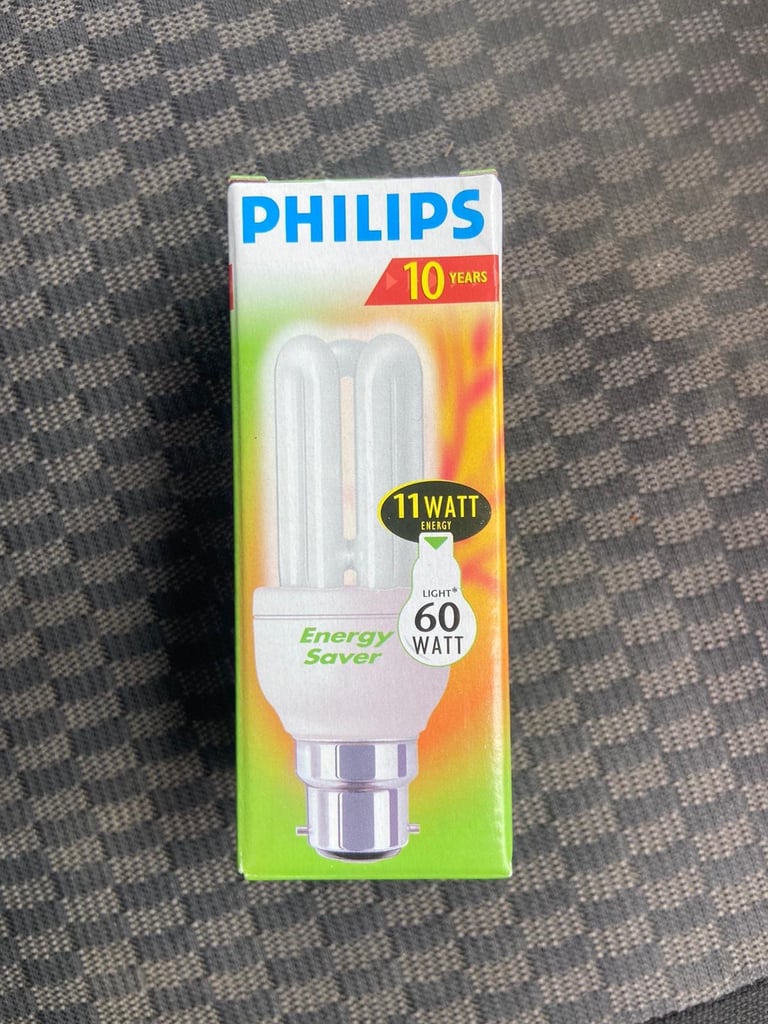 PHILIPS
10 YEARS
11 WATT
ENERGY
LIGHT*
60
WATT
Energy
Saver